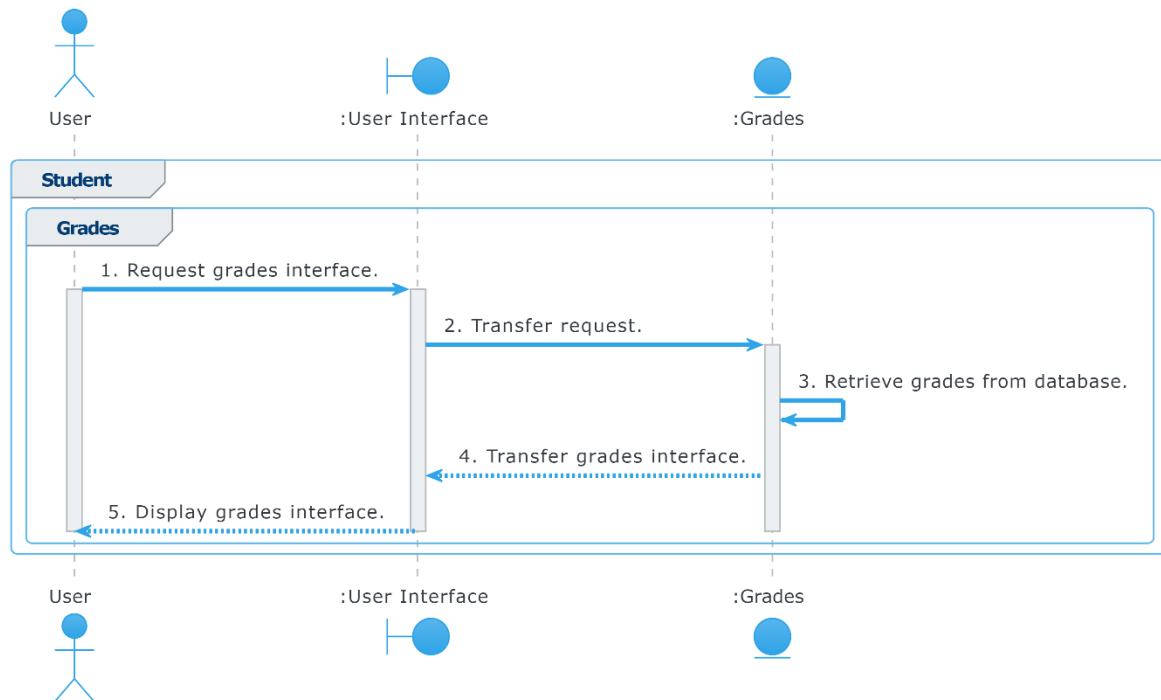 User
:User Interface
:Grades
Student
Grades
1. Request grades interface.
2. Transfer request.
3. Retrieve grades from database.
4. Transfer grades interface.
5. Display grades interface.
User
:User Interface
:Grades